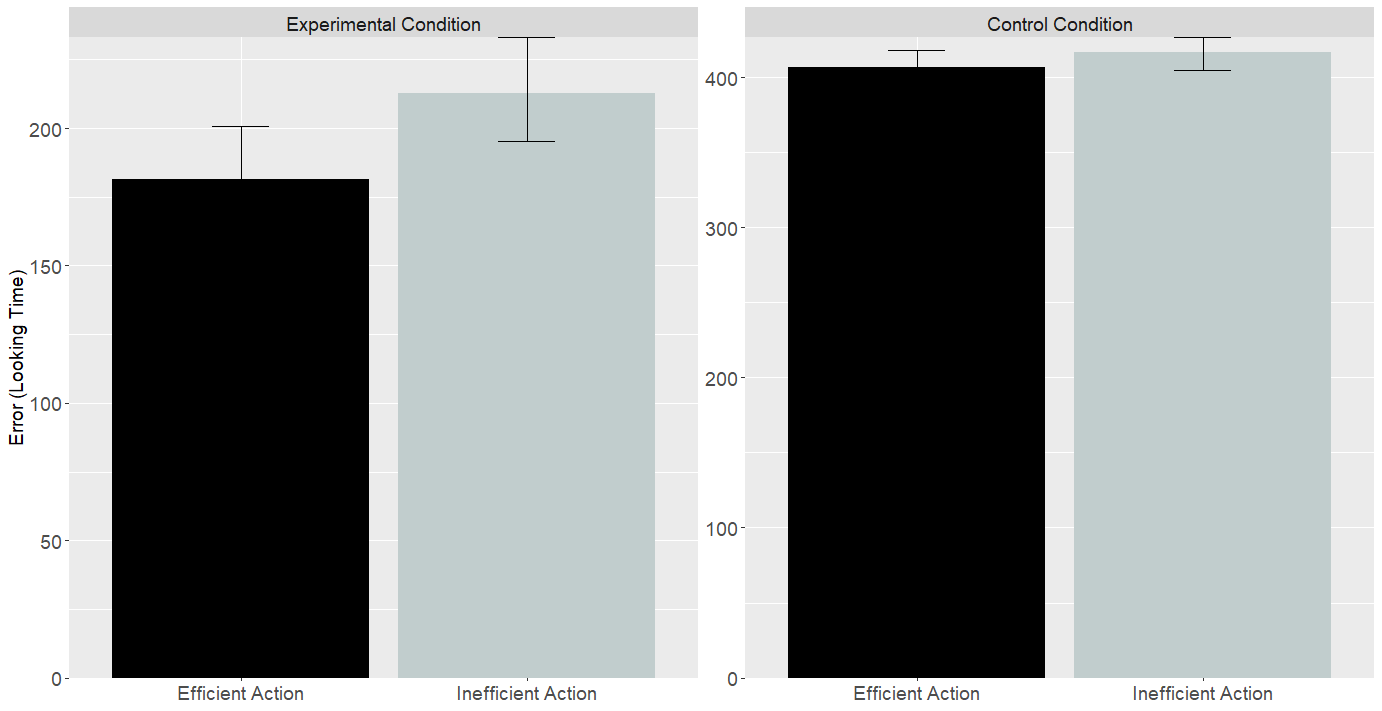 Experimental Condition
Control Condition
Error (Looking Time)
200
150
100
50
0
400
300
200
100
0
Efficient Action
Inefficient Action
Efficient Action
Inefficient Action